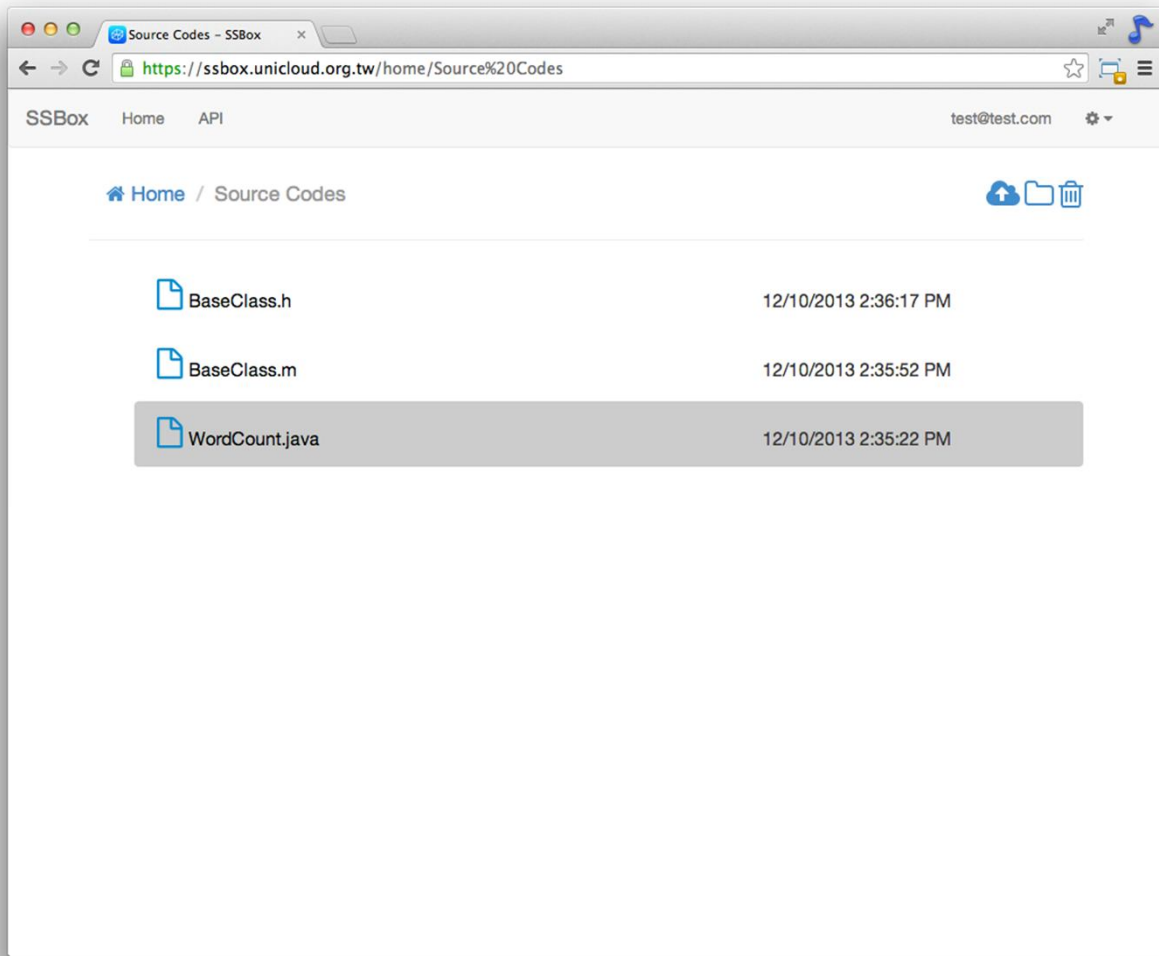 Source Codes - SSBox
https://ssbox.unicloud.org.tw/home/Source%20Codes
SSBox Home API test@test.com
Home / Source Codes
BaseClass.h 12/10/2013 2:36:17 PM
BaseClass.m 12/10/2013 2:35:52 PM
WordCount.java 12/10/2013 2:35:22 PM